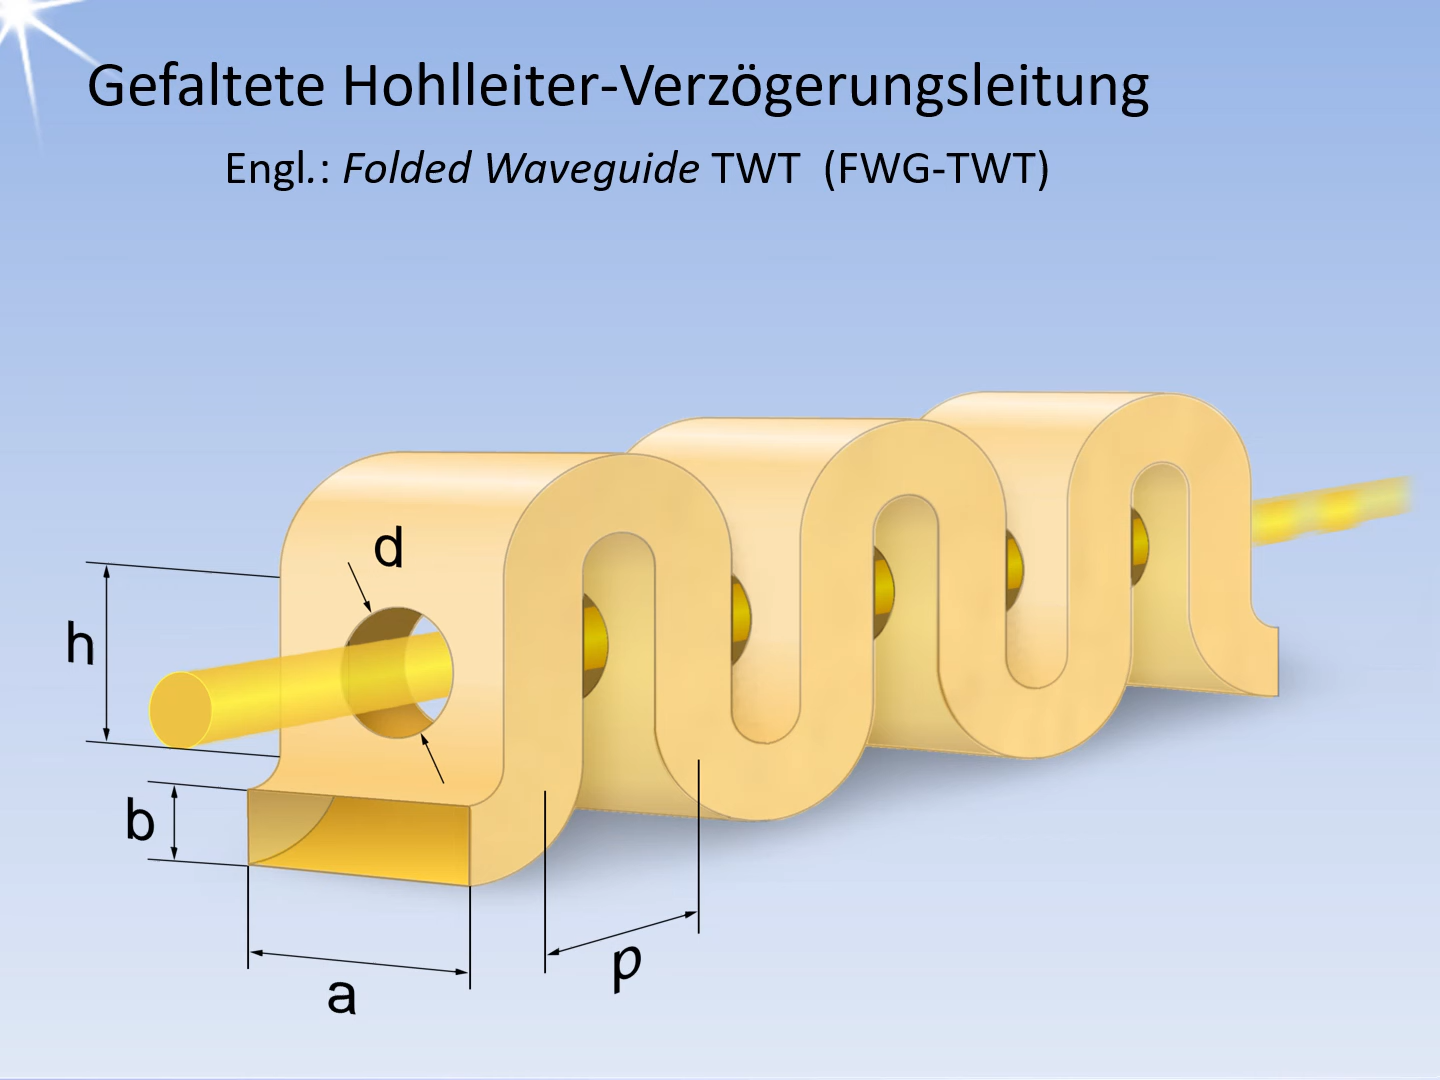 Gefaltete Hohlleiter-Verzögerungsleitung
Engl.: Folded Waveguide TWT (FWG-TWT)
d
h
b
p
a